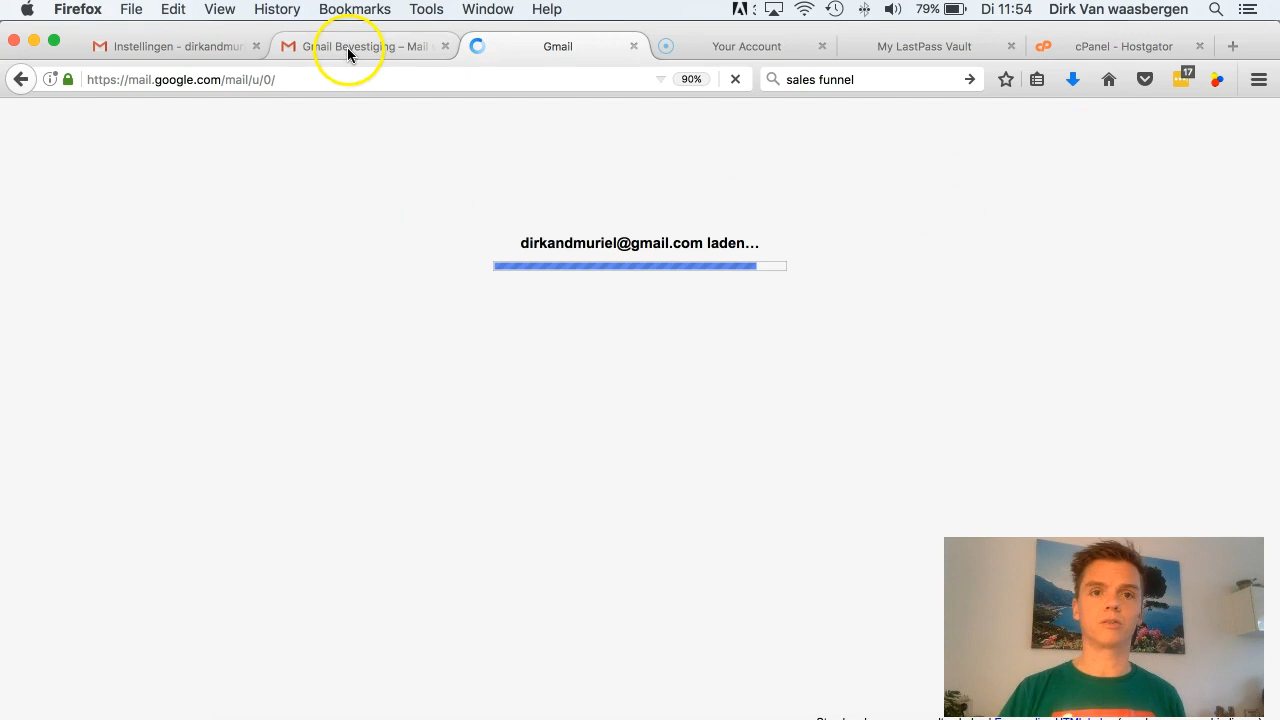 Firefox File Edit View History Bookmarks Tools Window Help 79% Di 11:54 Dirk Van waasbergen
Instellingen - dirkandmuri
Gmail Bevestiging – Mail
Gmail
Your Account
My LastPass Vault
cPanel - Hostgator
https://mail.google.com/mail/u/0/
90%
sales funnel
17
dirkandmuriel@gmail.com laden…